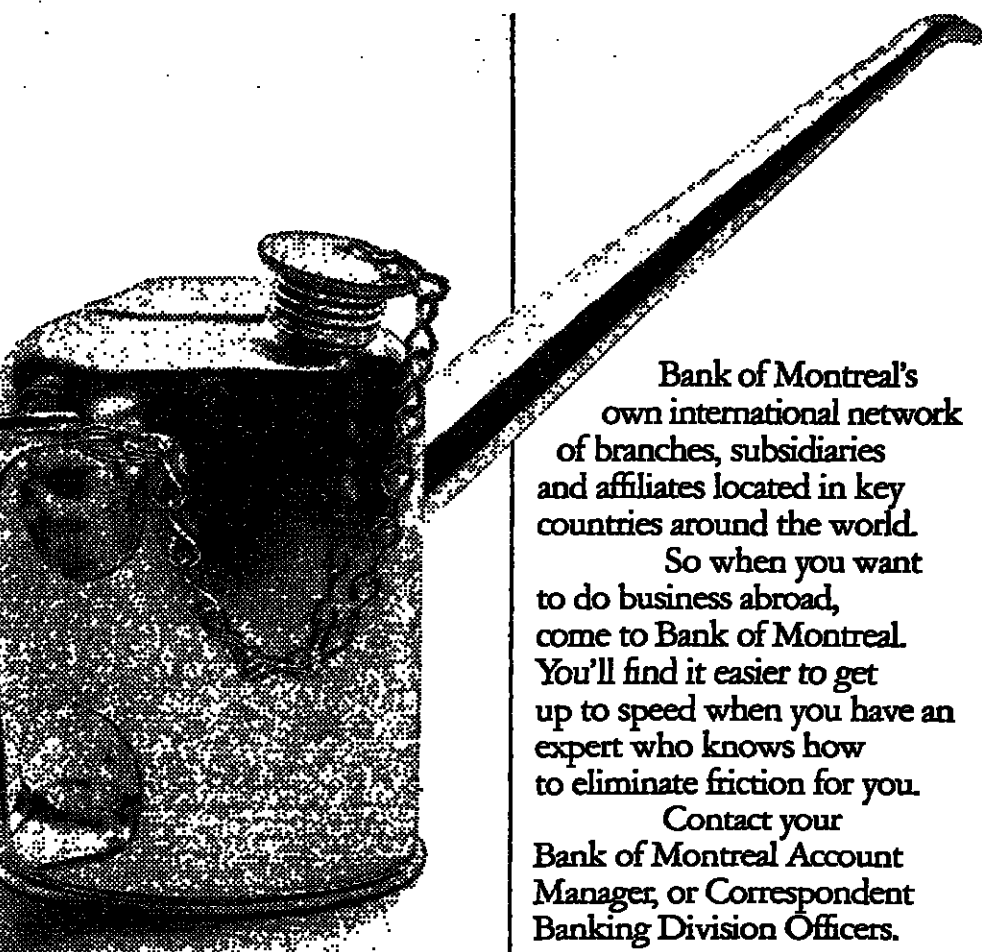 Bank of Montreal's
own international network
of branches, subsidiaries
and affiliates located in key
countries around the world.
So when you want
to do business abroad,
come to Bank of Montreal.
You'll find it easier to get
up to speed when you have an
expert who knows how
to eliminate friction for you.
Contact your
Bank of Montreal Account
Manager, or Correspondent
Banking Division Officers.